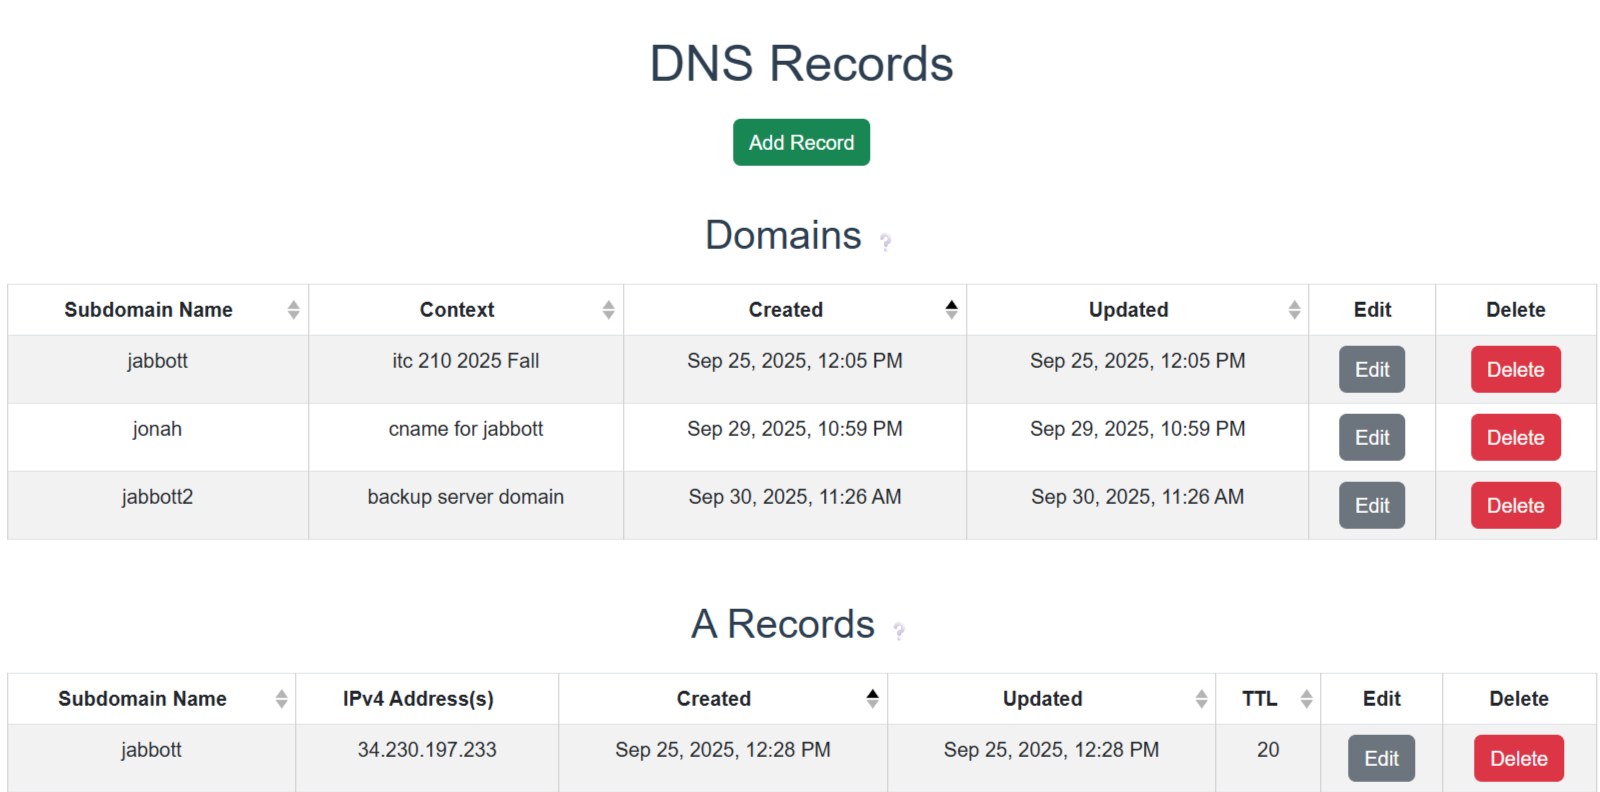 DNS Records
Add Record
Domains ?
Subdomain Name Context Created Updated Edit Delete
jabbott itc 210 2025 Fall Sep 25, 2025, 12:05 PM Sep 25, 2025, 12:05 PM Edit Delete
jonah cname for jabbott Sep 29, 2025, 10:59 PM Sep 29, 2025, 10:59 PM Edit Delete
jabbott2 backup server domain Sep 30, 2025, 11:26 AM Sep 30, 2025, 11:26 AM Edit Delete
A Records ?
Subdomain Name IPv4 Address(s) Created Updated TTL Edit Delete
jabbott 34.230.197.233 Sep 25, 2025, 12:28 PM Sep 25, 2025, 12:28 PM 20 Edit Delete